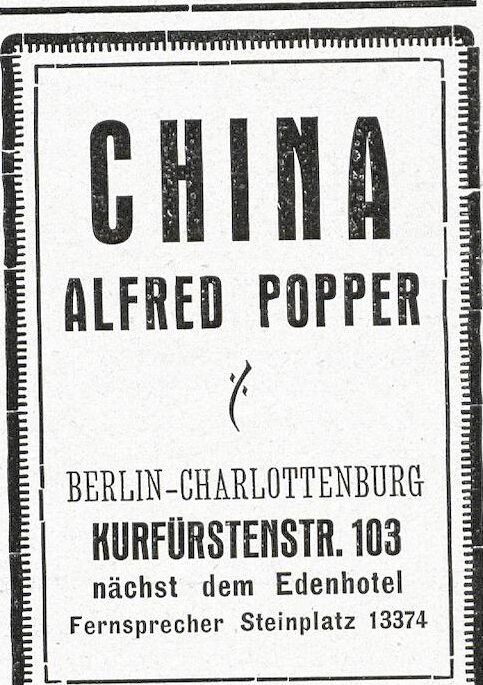 CHINA
ALFRED POPPER
BERLIN-CHARLOTTENBURG
KURFÜRSTENSTR. 103
nächst dem Edenhotel
Fernsprecher Steinplatz 13374